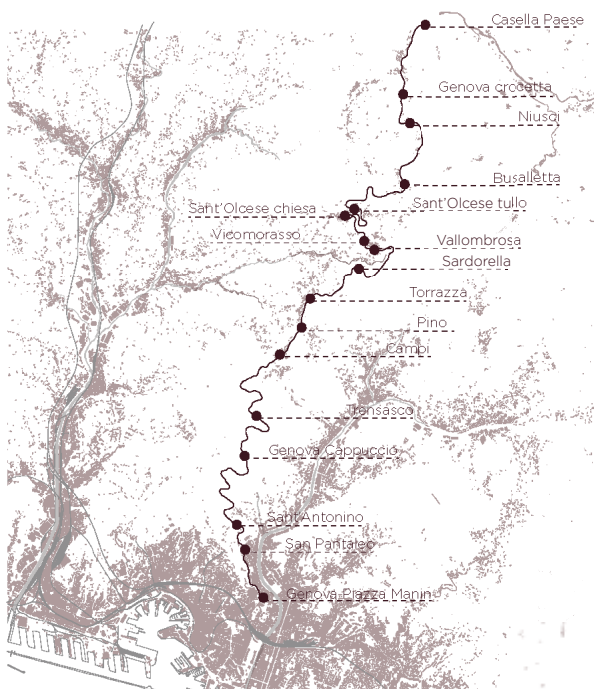 Casella Paese
Genova crocetta
Niusci
Busalletta
Sant'Olcese tullo
Sant'Olcese chiesa
Vicomorasso
Vallombrosa
Sardorella
Torrazza
Pino
Campi
Trensasco
Genova Cappuccio
Sant'Antonino
San Pantaleo
Genova Piazza Manin